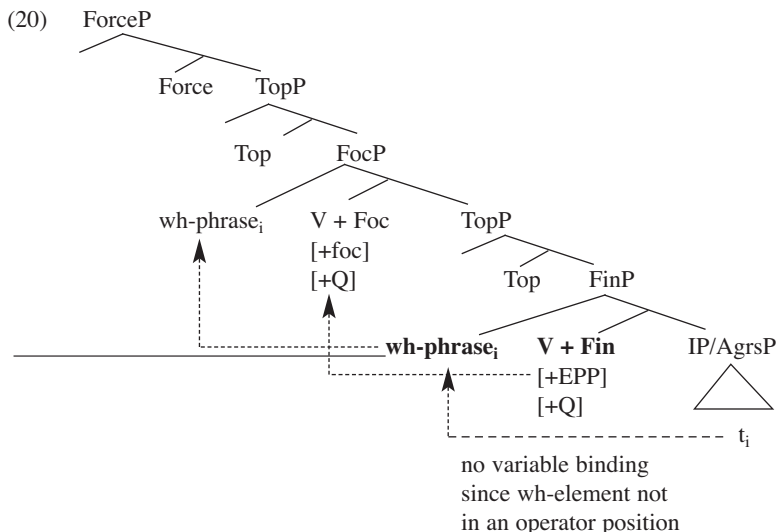 (20) ForceP
Force TopP
Top FocP
wh-phrasei V + Foc TopP
[+foc]
[+Q] Top FinP
wh-phrasei V + Fin IP/AgrsP
[+EPP]
[+Q]
ti
no variable binding
since wh-element not
in an operator position